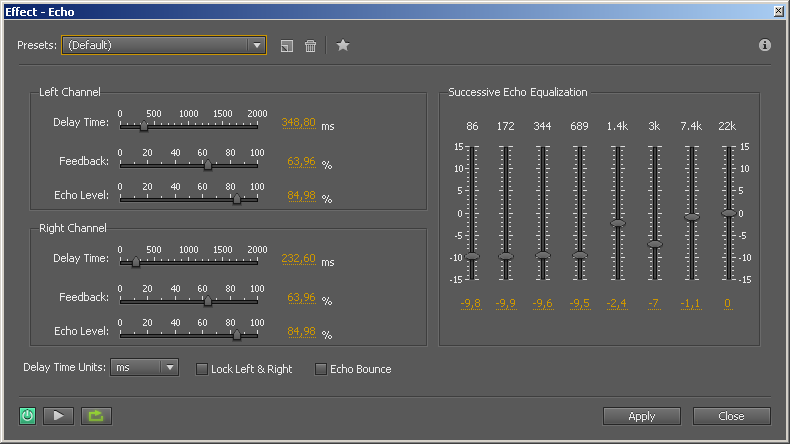 Effect - Echo
Presets: (Default)
Left Channel
0 500 1000 1500 2000
Delay Time: 348,80 ms
0 20 40 60 80 100
Feedback: 63,96 %
0 20 40 60 80 100
Echo Level: 84,98 %
Right Channel
0 500 1000 1500 2000
Delay Time: 232,60 ms
0 20 40 60 80 100
Feedback: 63,96 %
0 20 40 60 80 100
Echo Level: 84,98 %
Successive Echo Equalization
86 172 344 689 1.4k 3k 7.4k 22k
15 15
10 10
5 5
0 0
-5 -5
-10 -10
-15 -15
-9,8 -9,9 -9,6 -9,5 -2,4 -7 -1,1 0
Delay Time Units: ms Lock Left & Right Echo Bounce
Apply Close